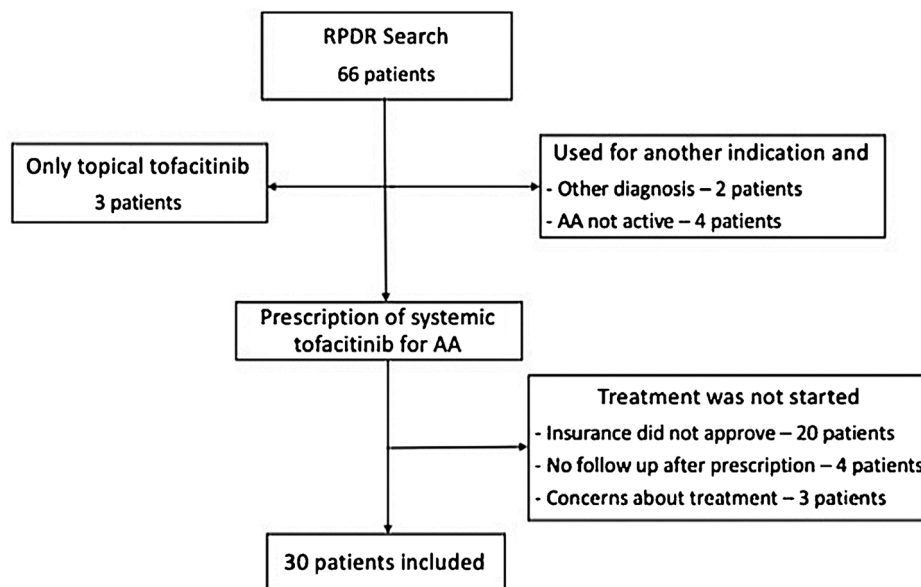 RPDR Search
66 patients
Only topical tofacitinib
3 patients
Used for another indication and
- Other diagnosis – 2 patients
- AA not active – 4 patients
Prescription of systemic
tofacitinib for AA
Treatment was not started
- Insurance did not approve – 20 patients
- No follow up after prescription – 4 patients
- Concerns about treatment – 3 patients
30 patients included